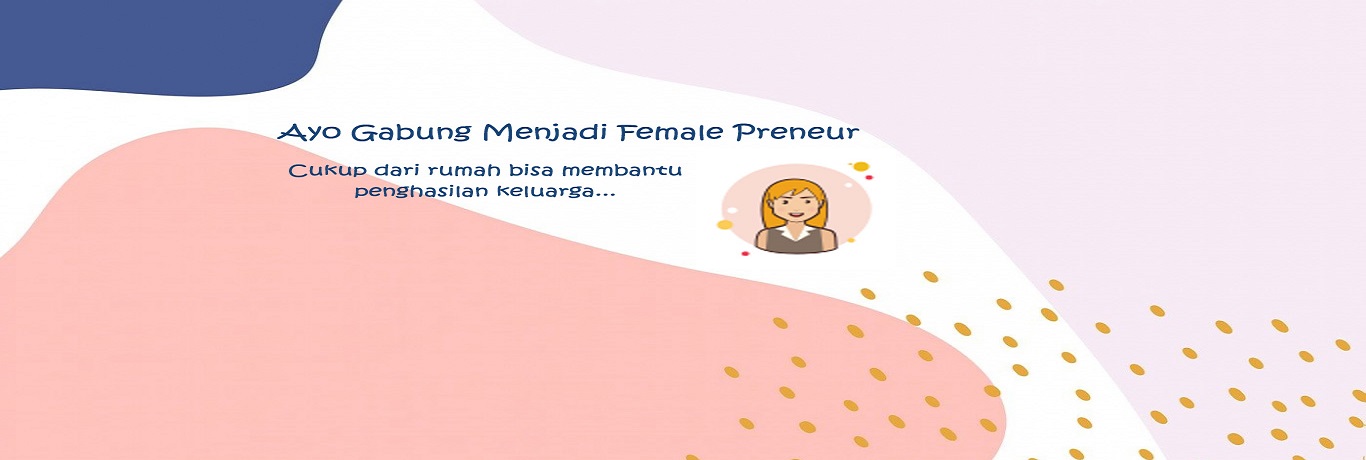 Ayo Gabung Menjadi Female Preneur
Cukup dari rumah bisa membantu
penghasilan keluarga...